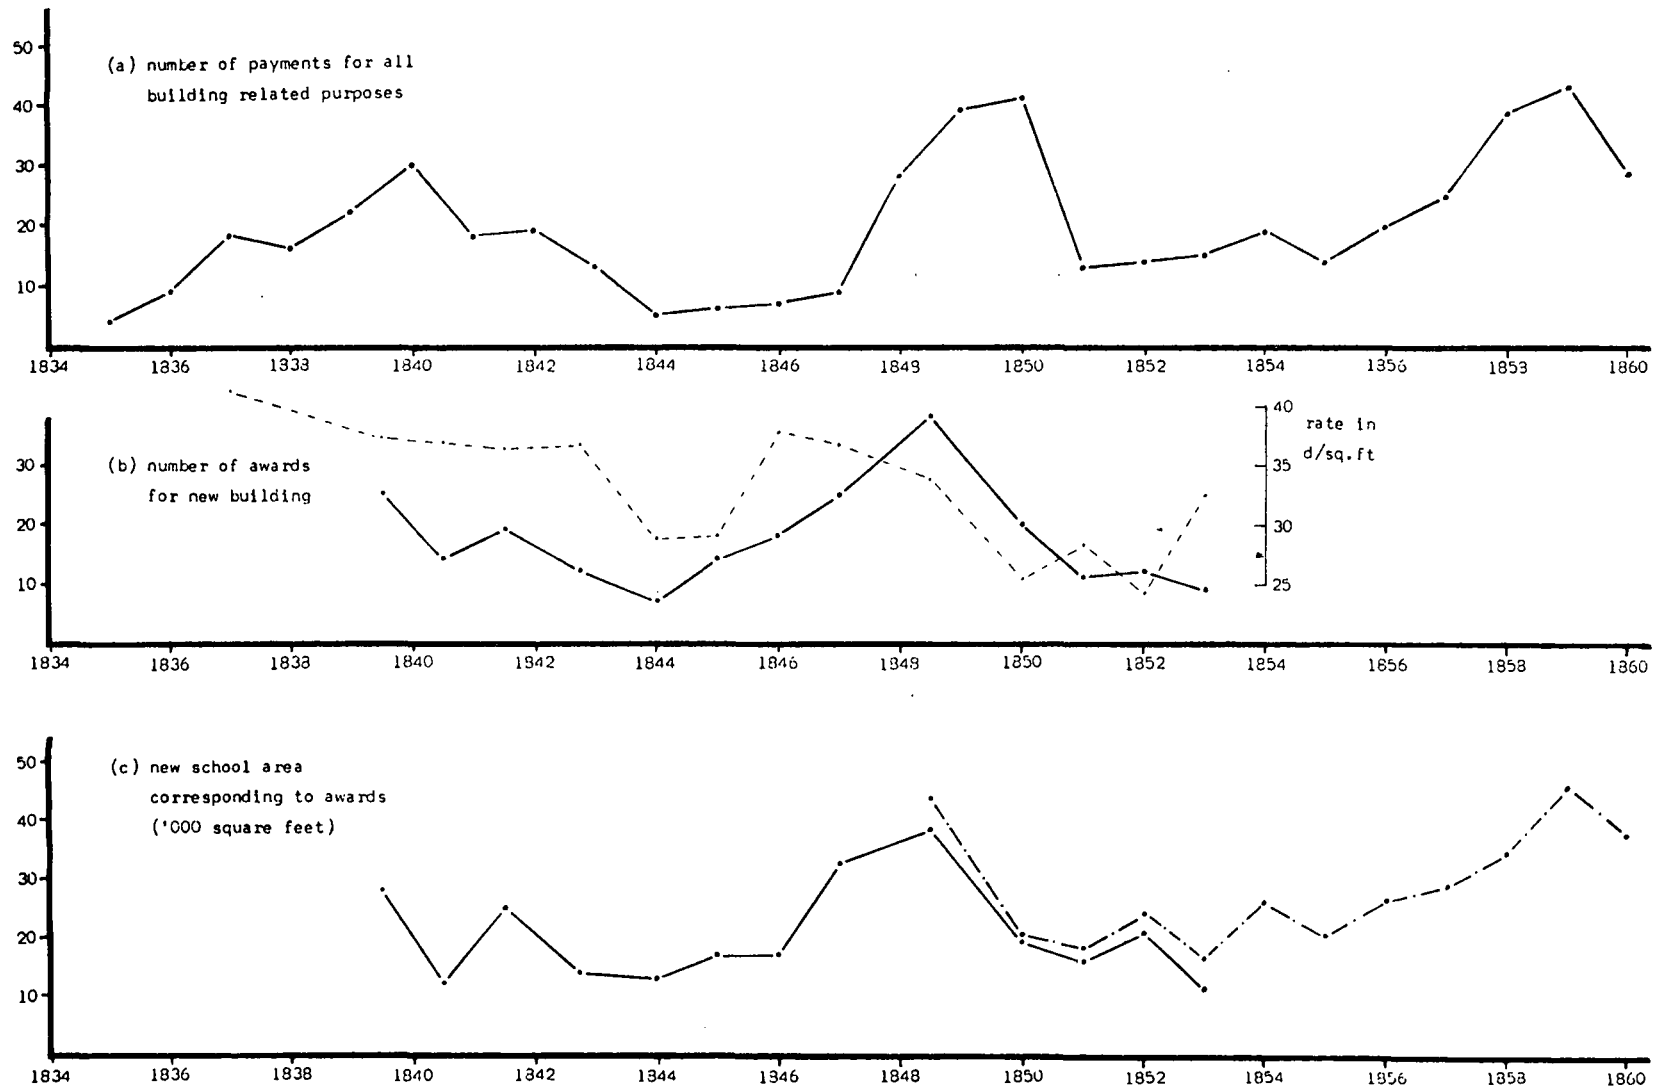 50
(a) number of payments for all
building related purposes
40
30
20
10
1834 1836 1838 1840 1842 1844 1846 1848 1850 1852 1854 1856 1858 1860
40
rate in
d/sq.ft
35
30
25
(b) number of awards
for new building
30
20
10
1834 1836 1838 1840 1842 1844 1846 1848 1850 1852 1854 1856 1858 1860
50
(c) new school area
corresponding to awards
('000 square feet)
40
30
20
10
1834 1836 1838 1840 1842 1844 1846 1848 1850 1852 1854 1856 1858 1860